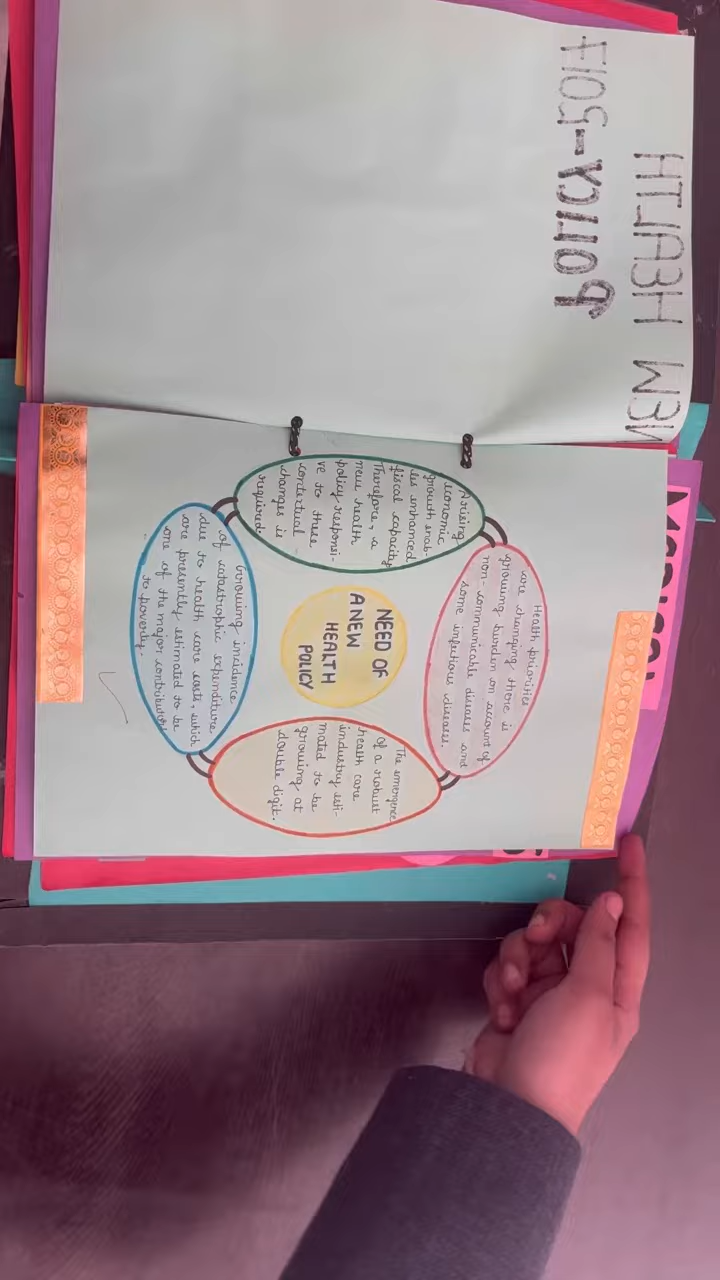 NEW HEALTH
POLICY-2017
Health priorities
are changing there is
growing burden on account of
non-communicable diseases and
some infectious diseases.
Arising
economic
growth enab-
les enhanced
fiscal capacity
Therefore, a
new health
policy responsi-
ve to these
contextual
changes is
required.
NEED OF
A NEW
HEALTH
POLICY
The emergence
of a robust
health care
industry esti-
mated to be
growing at
double digit.
Growing incidence
of catastrophic expenditure
due to health care costs, which
are presently estimated to be
one of the major contributors
to poverty.